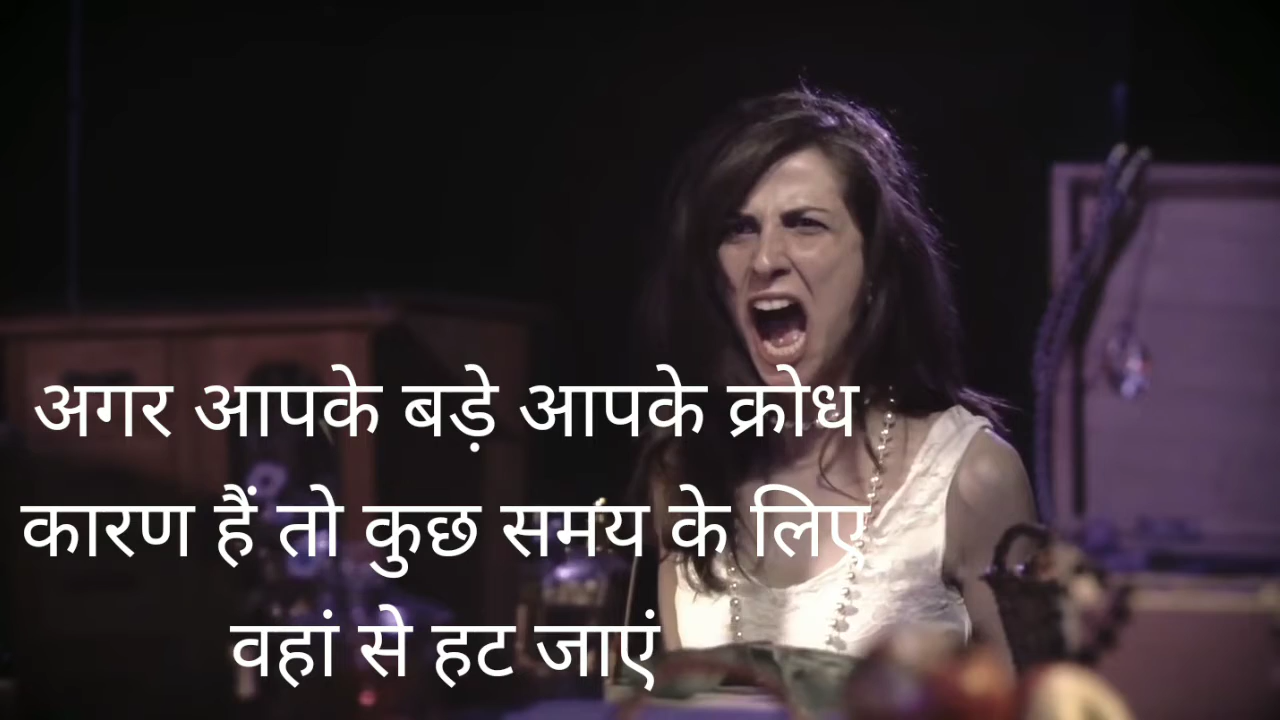 अगर आपके बड़े आपके क्रोध
कारण हैं तो कुछ समय के लिए
वहां से हट जाएं